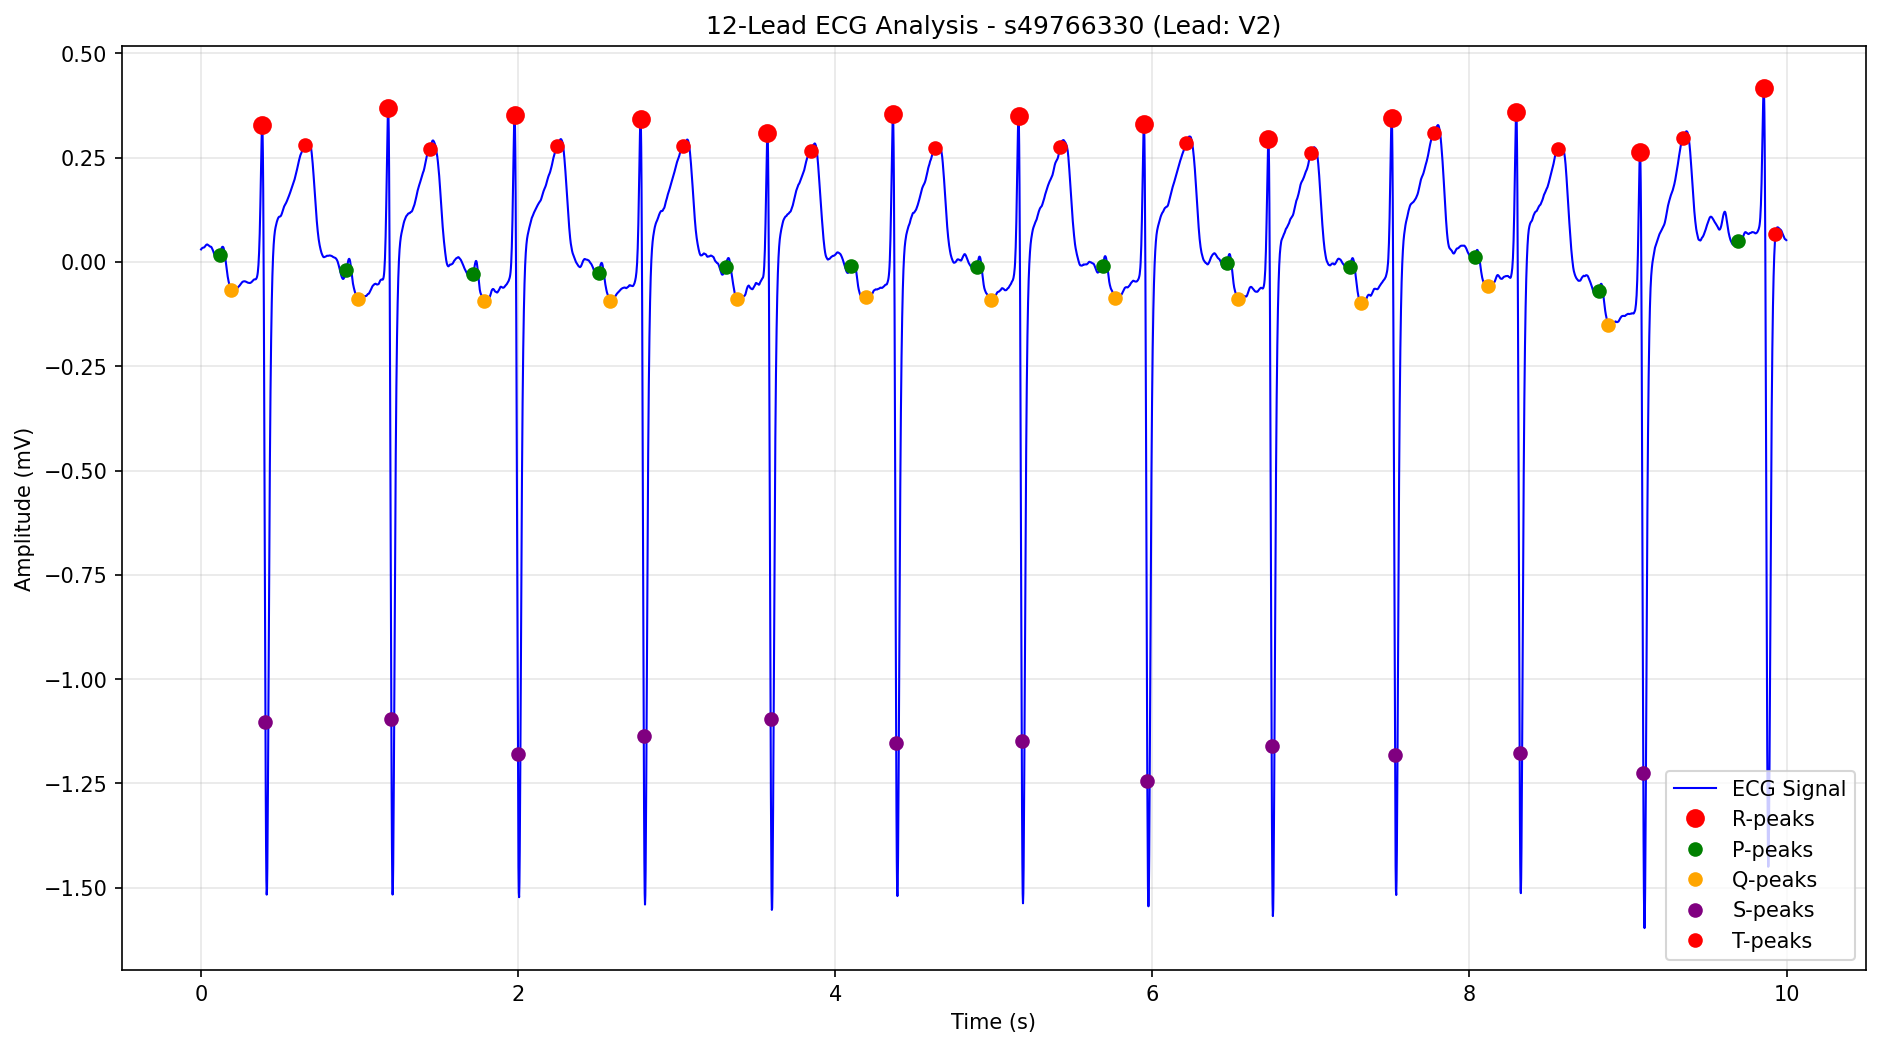 12-Lead ECG Analysis - s49766330 (Lead: V2)
Amplitude (mV)
0.50
0.25
0.00
−0.25
−0.50
−0.75
−1.00
−1.25
−1.50
ECG Signal
R-peaks
P-peaks
Q-peaks
S-peaks
T-peaks
0 2 4 6 8 10
Time (s)